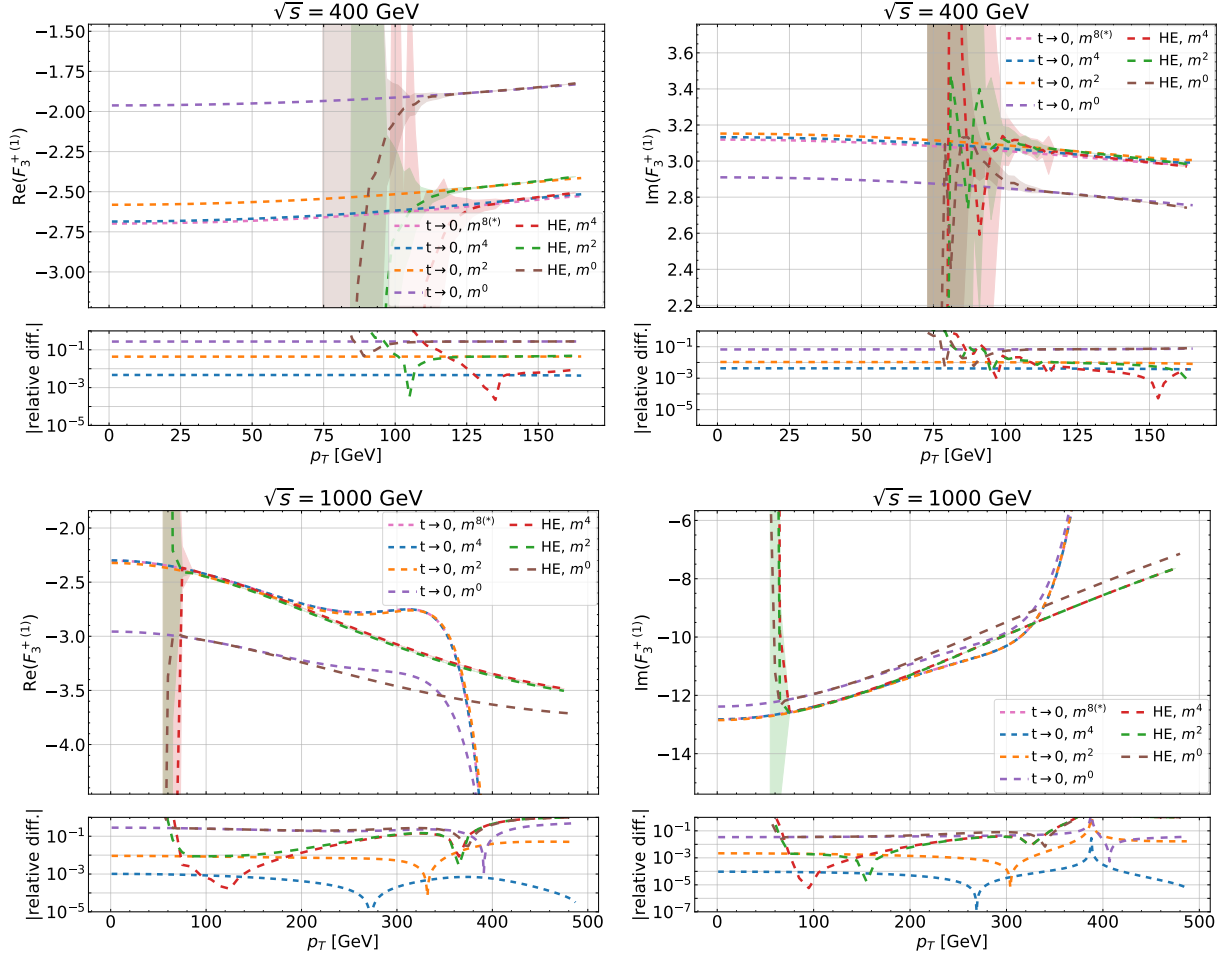 √s = 400 GeV
Re(F₃⁺⁽¹⁾)
−1.50
−1.75
−2.00
−2.25
−2.50
−2.75
−3.00
t→0, m⁸⁽*⁾
t→0, m⁴
t→0, m²
t→0, m⁰
HE, m⁴
HE, m²
HE, m⁰
|relative diff.|
10⁻¹
10⁻³
10⁻⁵
0 25 50 75 100 125 150
p_T [GeV]
√s = 400 GeV
Im(F₃⁺⁽¹⁾)
3.6
3.4
3.2
3.0
2.8
2.6
2.4
2.2
t→0, m⁸⁽*⁾
t→0, m⁴
t→0, m²
t→0, m⁰
HE, m⁴
HE, m²
HE, m⁰
|relative diff.|
10⁻¹
10⁻³
10⁻⁵
0 25 50 75 100 125 150
p_T [GeV]
√s = 1000 GeV
Re(F₃⁺⁽¹⁾)
−2.0
−2.5
−3.0
−3.5
−4.0
t→0, m⁸⁽*⁾
t→0, m⁴
t→0, m²
t→0, m⁰
HE, m⁴
HE, m²
HE, m⁰
|relative diff.|
10⁻¹
10⁻³
10⁻⁵
0 100 200 300 400 500
p_T [GeV]
√s = 1000 GeV
Im(F₃⁺⁽¹⁾)
−6
−8
−10
−12
−14
t→0, m⁸⁽*⁾
t→0, m⁴
t→0, m²
t→0, m⁰
HE, m⁴
HE, m²
HE, m⁰
|relative diff.|
10⁻¹
10⁻³
10⁻⁵
10⁻⁷
0 100 200 300 400 500
p_T [GeV]